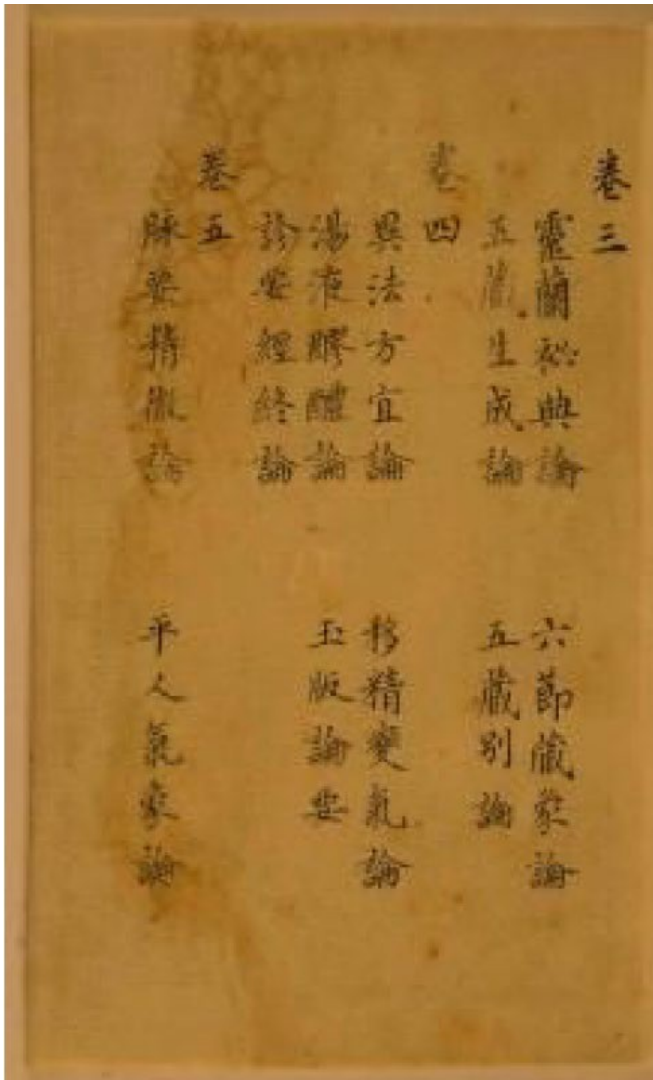 卷三
靈蘭祕典論 六節藏象論
五藏生成論 五藏別論
卷四
異法方宜論 移精變氣論
湯液醪醴論 玉版論要
診要經終論
卷五
脉要精微論 平人氣象論